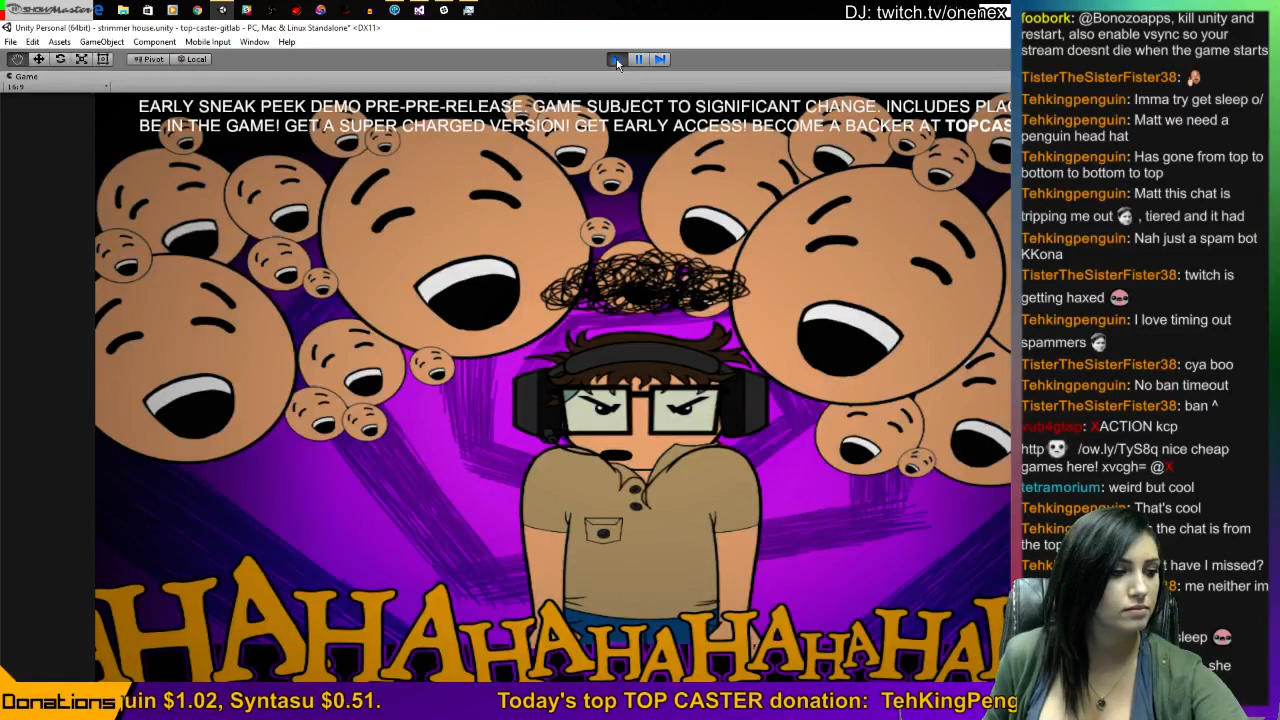 SHOWMASTER
DJ: twitch.tv/onenex
Unity Personal (64bit) - strimmer house.unity - top-caster-gitlab - PC, Mac & Linux Standalone* <DX11>
File Edit Assets GameObject Component Mobile Input Window Help
Pivot Local
Game
16:9
EARLY SNEAK PEEK DEMO PRE-PRE-RELEASE. GAME SUBJECT TO SIGNIFICANT CHANGE. INCLUDES PLAC
BE IN THE GAME! GET A SUPER CHARGED VERSION! GET EARLY ACCESS! BECOME A BACKER AT TOPCAS
HAHAHAHAHAHAHAHA
Donations
uin $1.02, Syntasu $0.51. Today's top TOP CASTER donation: TehKingPeng
foobork: @Bonozoapps, kill unity and
restart, also enable vsync so your
stream doesnt die when the game starts
TisterTheSisterFister38:
Tehkingpenguin: Imma try get sleep o/
Tehkingpenguin: Matt we need a
penguin head hat
Tehkingpenguin: Has gone from top to
bottom to bottom to top
Tehkingpenguin: Matt this chat is
tripping me out , tiered and it had
Tehkingpenguin: Nah just a spam bot
KKona
TisterTheSisterFister38: twitch is
getting haxed
Tehkingpenguin: I love timing out
spammers
TisterTheSisterFister38: cya boo
Tehkingpenguin: No ban timeout
TisterTheSisterFister38: ban ^
XACTION kcp
http /ow.ly/TyS8q nice cheap
games here! xvcgh= @X
tetramorium: weird but cool
Tehkingpenguin: That's cool
Tehkingpenguin the chat is from
the top
Tehking have I missed?
38: me neither im
sleep
she